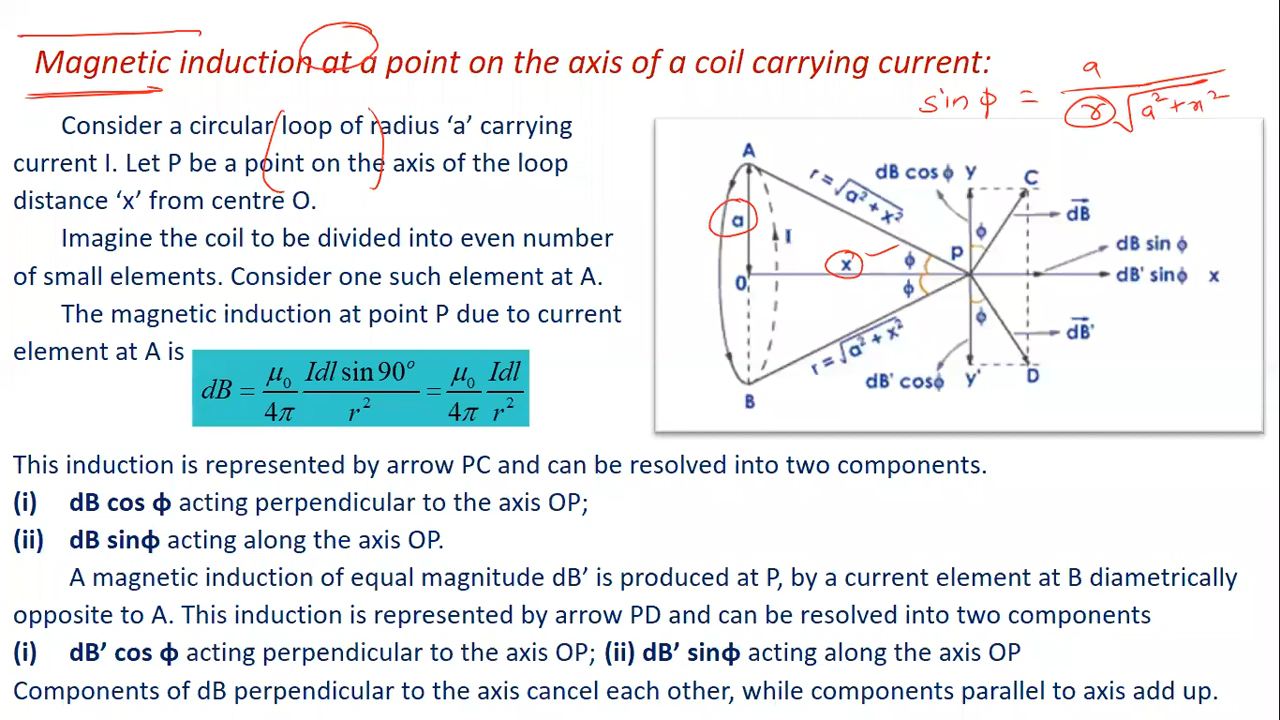 Magnetic induction at a point on the axis of a coil carrying current:
sin ϕ = a / r √a² + x²
Consider a circular loop of radius ‘a’ carrying
current I. Let P be a point on the axis of the loop
distance ‘x’ from centre O.
Imagine the coil to be divided into even number
of small elements. Consider one such element at A.
The magnetic induction at point P due to current
element at A is
dB = μ₀/4π Idl sin 90°/r² = μ₀/4π Idl/r²
A
a
O
B
I
r = √a² + x²
x
ϕ
ϕ
r = √a² + x²
P
dB cos ϕ
Y
C
ϕ
dB
dB sin ϕ
dB' sinϕ
x
ϕ
dB'
dB' cosϕ
Y'
D
This induction is represented by arrow PC and can be resolved into two components.
(i) dB cos ϕ acting perpendicular to the axis OP;
(ii) dB sinϕ acting along the axis OP.
A magnetic induction of equal magnitude dB’ is produced at P, by a current element at B diametrically
opposite to A. This induction is represented by arrow PD and can be resolved into two components
(i) dB’ cos ϕ acting perpendicular to the axis OP; (ii) dB’ sinϕ acting along the axis OP
Components of dB perpendicular to the axis cancel each other, while components parallel to axis add up.